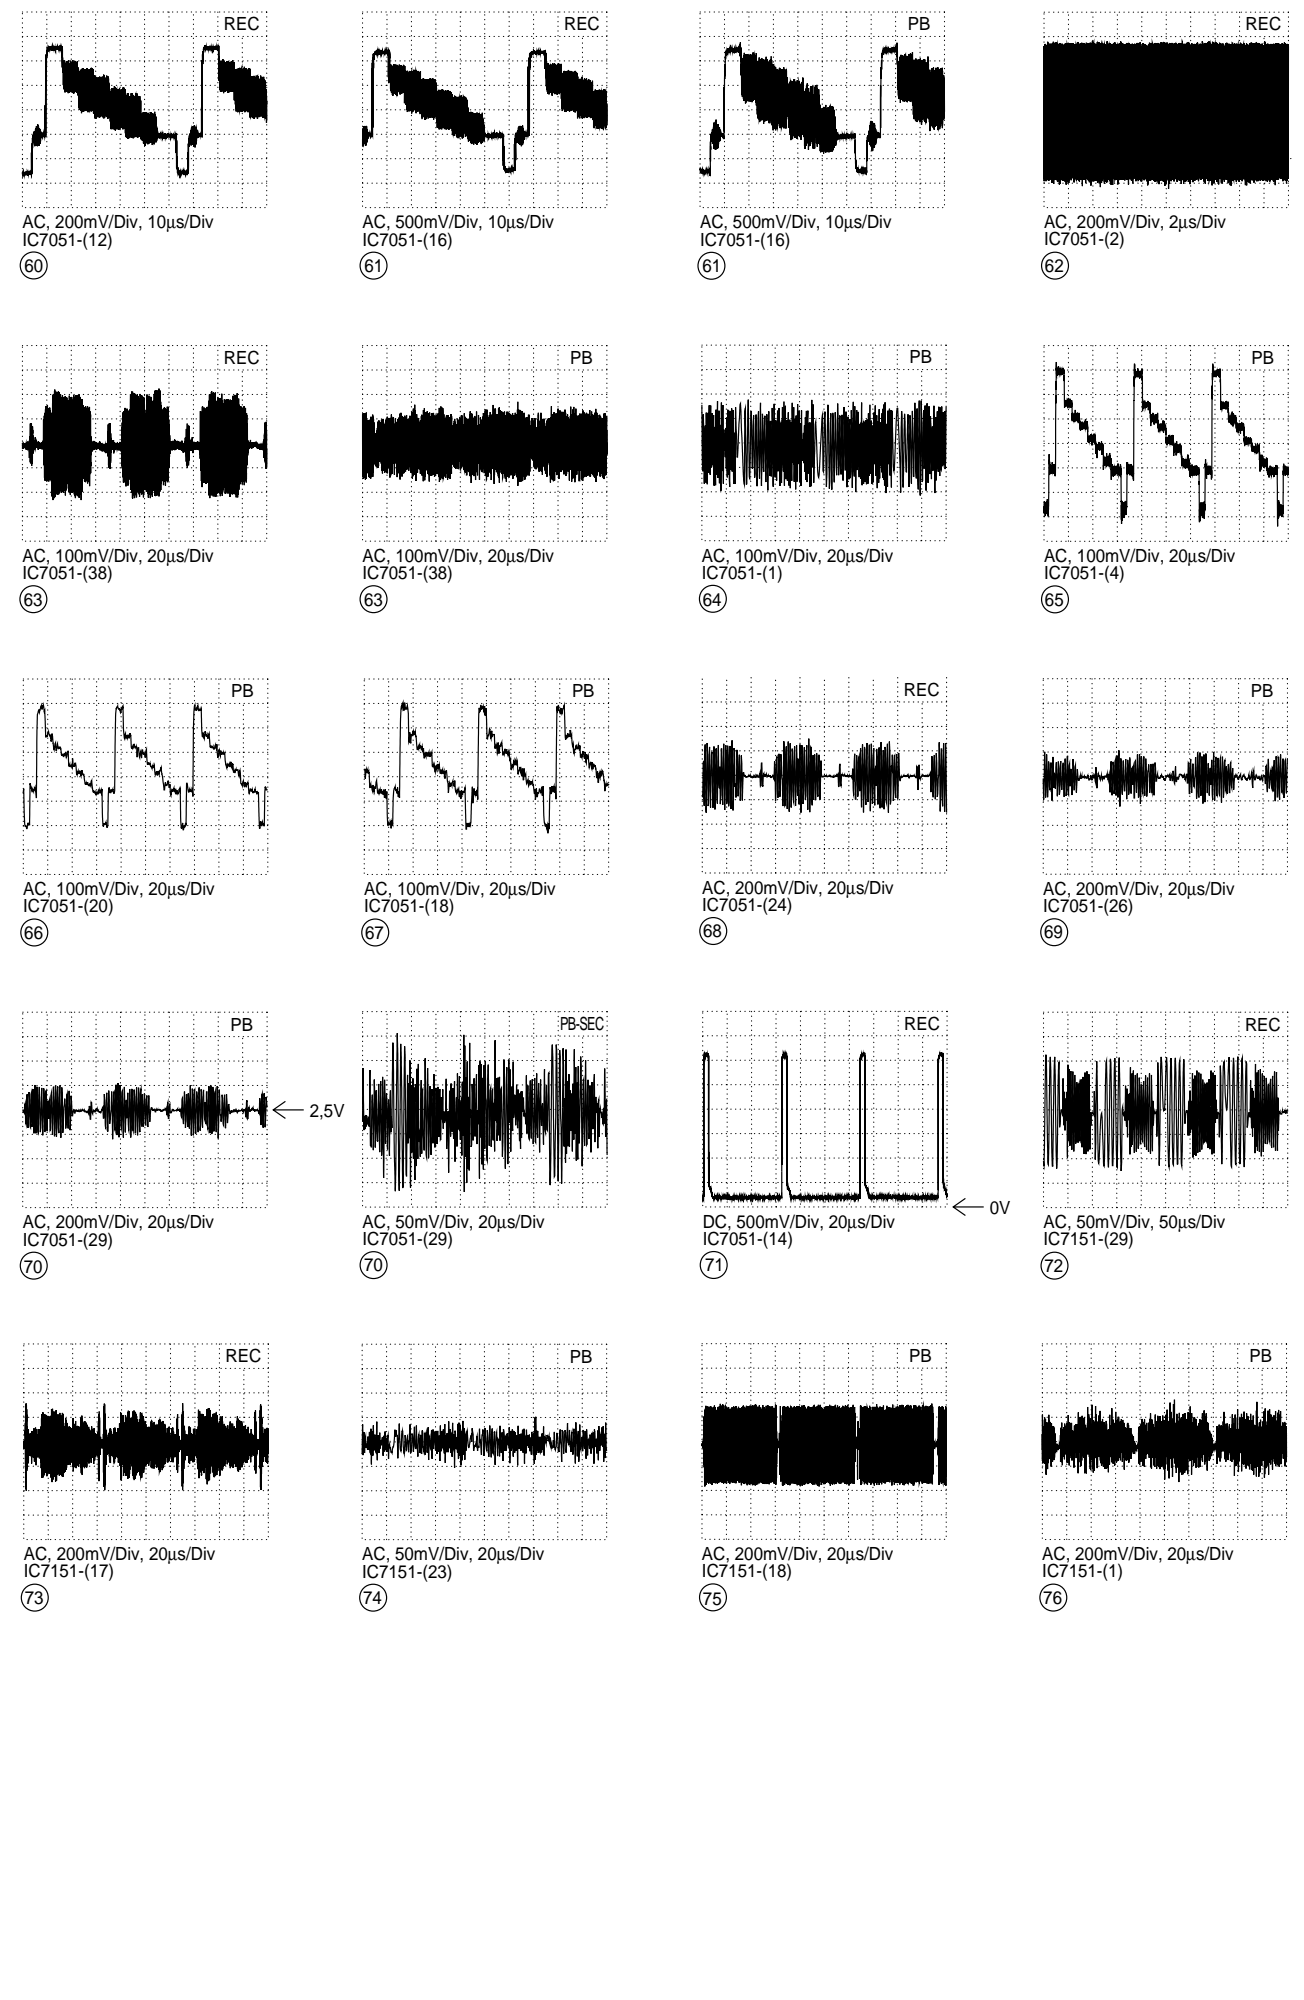 REC
AC, 200mV/Div, 10µs/Div
IC7051-(12)
60
REC
AC, 500mV/Div, 10µs/Div
IC7051-(16)
61
PB
AC, 500mV/Div, 10µs/Div
IC7051-(16)
61
REC
AC, 200mV/Div, 2µs/Div
IC7051-(2)
62
REC
AC, 100mV/Div, 20µs/Div
IC7051-(38)
63
PB
AC, 100mV/Div, 20µs/Div
IC7051-(38)
63
PB
AC, 100mV/Div, 20µs/Div
IC7051-(1)
64
PB
AC, 100mV/Div, 20µs/Div
IC7051-(4)
65
PB
AC, 100mV/Div, 20µs/Div
IC7051-(20)
66
PB
AC, 100mV/Div, 20µs/Div
IC7051-(18)
67
REC
AC, 200mV/Div, 20µs/Div
IC7051-(24)
68
PB
AC, 200mV/Div, 20µs/Div
IC7051-(26)
69
PB
2,5V
AC, 200mV/Div, 20µs/Div
IC7051-(29)
70
PB-SEC
AC, 50mV/Div, 20µs/Div
IC7051-(29)
70
REC
0V
DC, 500mV/Div, 20µs/Div
IC7051-(14)
71
REC
AC, 50mV/Div, 50µs/Div
IC7151-(29)
72
REC
AC, 200mV/Div, 20µs/Div
IC7151-(17)
73
PB
AC, 50mV/Div, 20µs/Div
IC7151-(23)
74
PB
AC, 200mV/Div, 20µs/Div
IC7151-(18)
75
PB
AC, 200mV/Div, 20µs/Div
IC7151-(1)
76